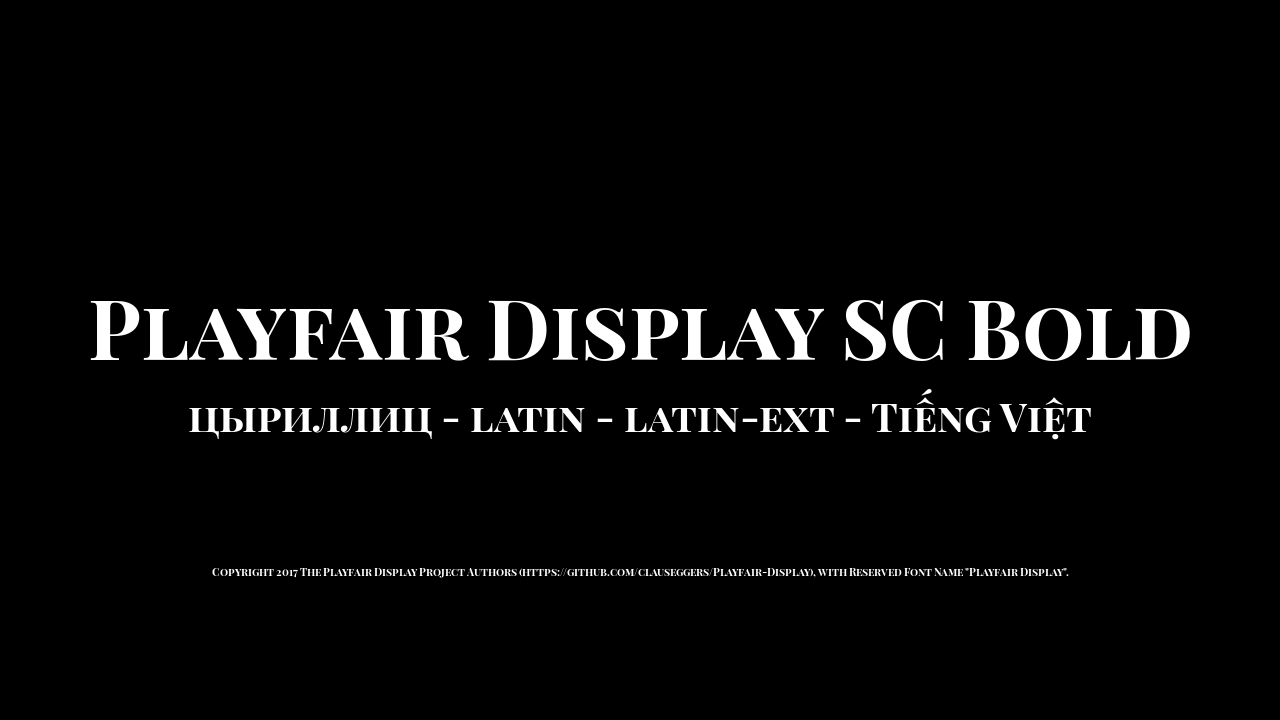 Playfair Display SC Bold
цыриллиц - latin - latin-ext - Tiếng Việt
Copyright 2017 The Playfair Display Project Authors (https://github.com/clauseggers/Playfair-Display), with Reserved Font Name "Playfair Display".